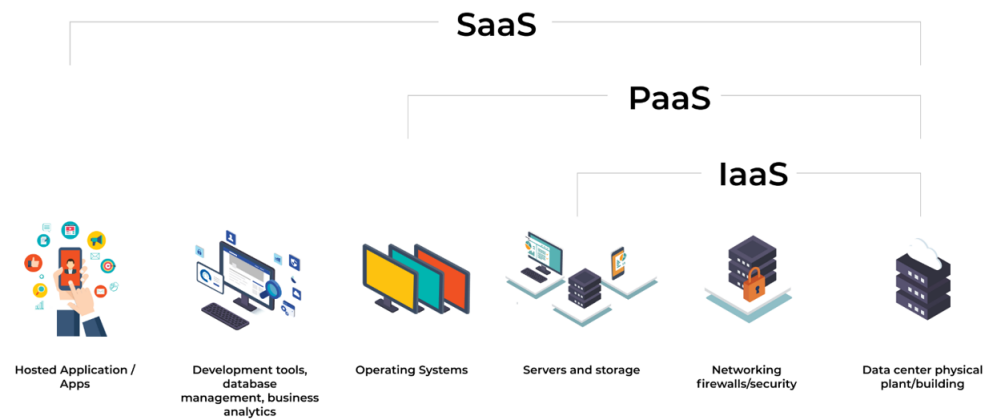 SaaS
PaaS
IaaS
Hosted Application /
Apps
Development tools,
database
management, business
analytics
Operating Systems
Servers and storage
Networking
firewalls/security
Data center physical
plant/building